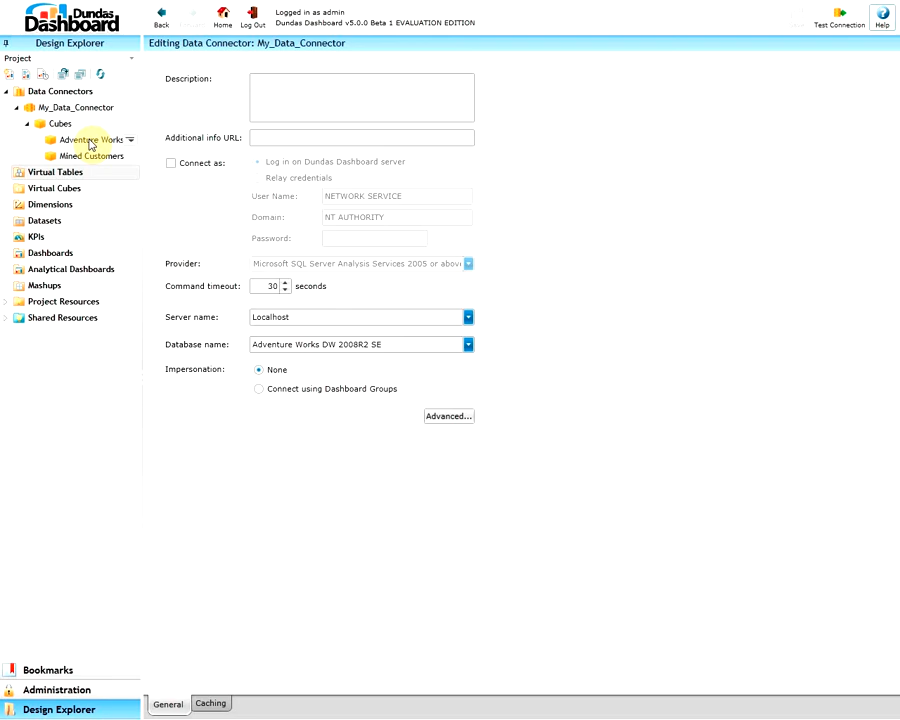 Dundas
Dashboard
Back
Home
Log Out
Logged in as admin
Dundas Dashboard v5.0.0 Beta 1 EVALUATION EDITION
Test Connection
Help
Design Explorer
Editing Data Connector: My_Data_Connector
Project
Data Connectors
My_Data_Connector
Cubes
Adventure Works
Mined Customers
Virtual Tables
Virtual Cubes
Dimensions
Datasets
KPIs
Dashboards
Analytical Dashboards
Mashups
Project Resources
Shared Resources
Description:
Additional info URL:
Connect as:
Log in on Dundas Dashboard server
Relay credentials
User Name: NETWORK SERVICE
Domain: NT AUTHORITY
Password:
Provider: Microsoft SQL Server Analysis Services 2005 or above
Command timeout: 30 seconds
Server name: Localhost
Database name: Adventure Works DW 2008R2 SE
Impersonation: None
Connect using Dashboard Groups
Advanced...
Bookmarks
Administration
Design Explorer
General
Caching